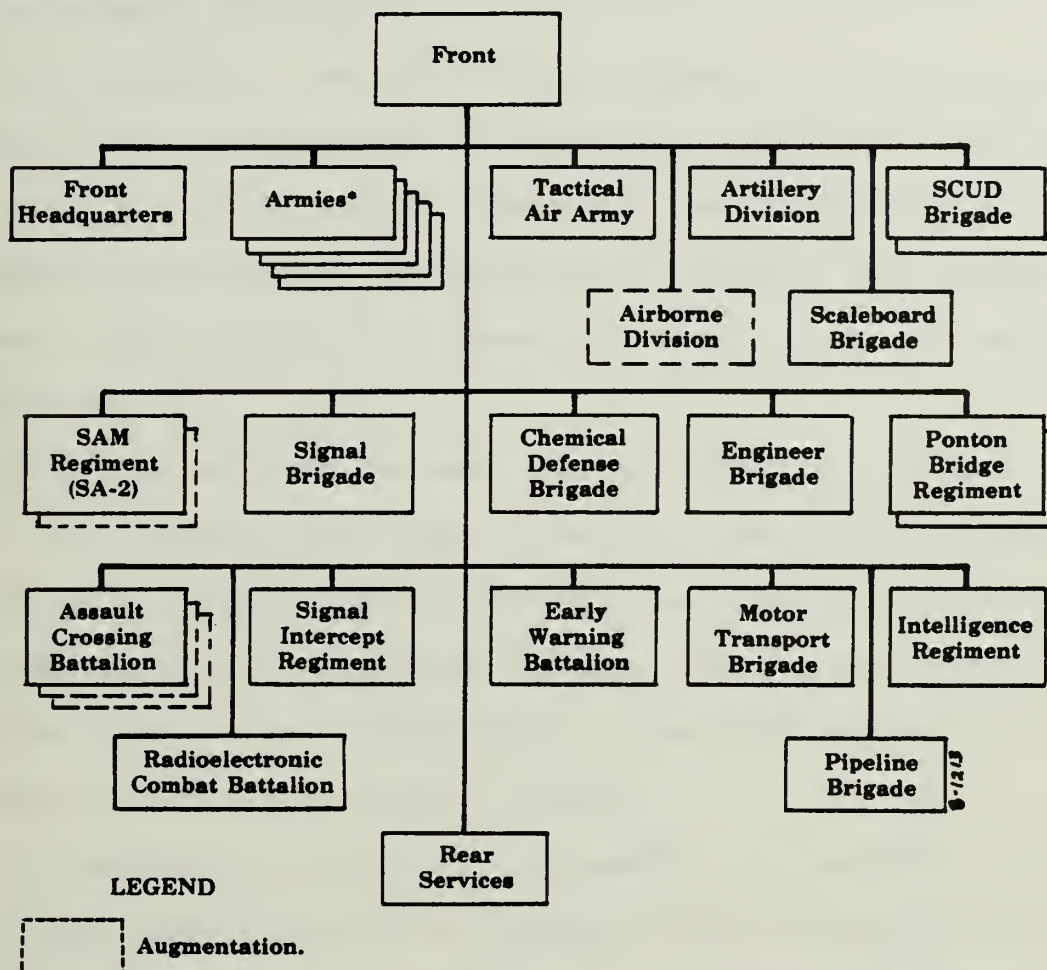 Front
Front
Headquarters
Armies*
Tactical
Air Army
Artillery
Division
SCUD
Brigade
Airborne
Division
Scaleboard
Brigade
SAM
Regiment
(SA-2)
Signal
Brigade
Chemical
Defense
Brigade
Engineer
Brigade
Ponton
Bridge
Regiment
Assault
Crossing
Battalion
Signal
Intercept
Regiment
Early
Warning
Battalion
Motor
Transport
Brigade
Intelligence
Regiment
Radioelectronic
Combat Battalion
Pipeline
Brigade
8-1213
Rear
Services
LEGEND
Augmentation.